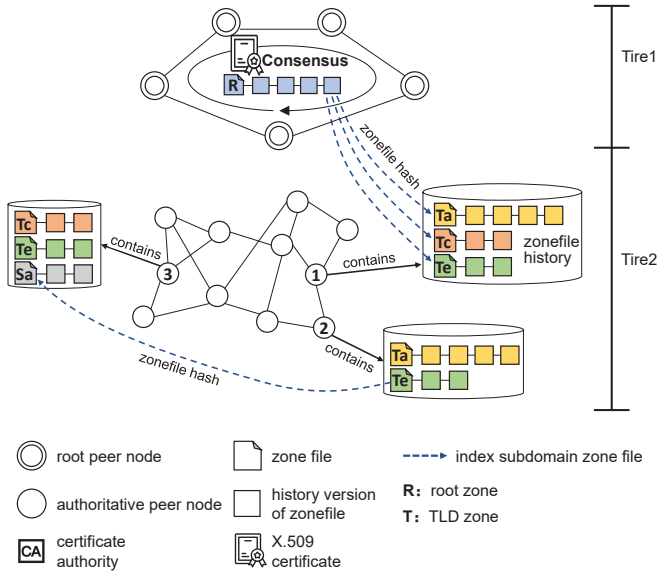 Tire1
Consensus
R
zonefile hash
Ta
Tc
zonefile
history
Te
Tire2
Tc
Te
Sa
contains
3
1
contains
2
contains
Ta
Te
zonefile hash
root peer node
zone file
index subdomain zone file
authoritative peer node
history version
of zonefile
R: root zone
T: TLD zone
CA
certificate
authority
X.509
certificate